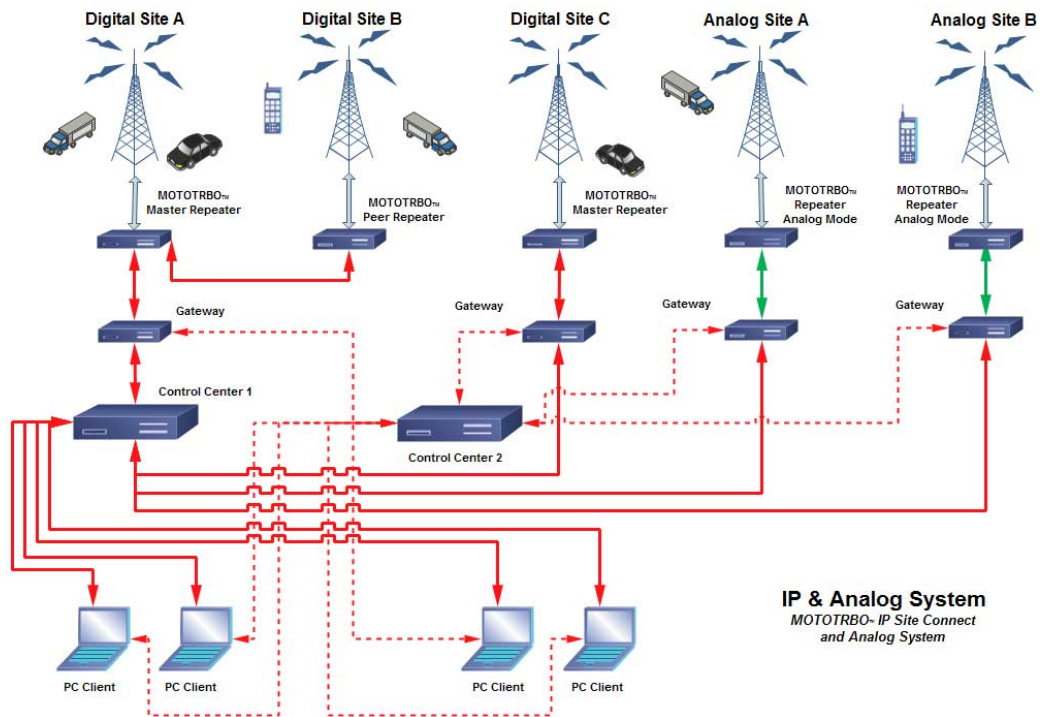 Digital Site A
Digital Site B
Digital Site C
Analog Site A
Analog Site B
MOTOTRBO™
Master Repeater
MOTOTRBO™
Peer Repeater
MOTOTRBO™
Master Repeater
MOTOTRBO™
Repeater
Analog Mode
MOTOTRBO™
Repeater
Analog Mode
Gateway
Gateway
Gateway
Gateway
Control Center 1
Control Center 2
IP & Analog System
MOTOTRBO™ IP Site Connect
and Analog System
PC Client
PC Client
PC Client
PC Client